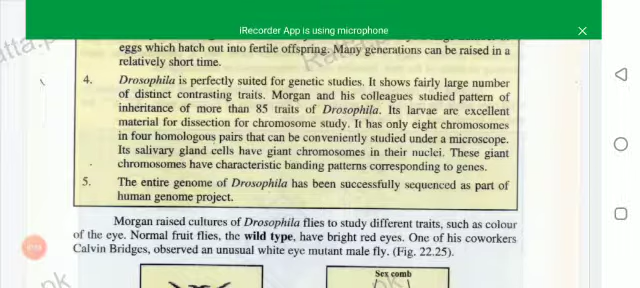 iRecorder App is using microphone
eggs which hatch out into fertile offspring. Many generations can be raised in a
relatively short time.
4. Drosophila is perfectly suited for genetic studies. It shows fairly large number
of distinct contrasting traits. Morgan and his colleagues studied pattern of
inheritance of more than 85 traits of Drosophila. Its larvae are excellent
material for dissection for chromosome study. It has only eight chromosomes
in four homologous pairs that can be conveniently studied under a microscope.
Its salivary gland cells have giant chromosomes in their nuclei. These giant
chromosomes have characteristic banding patterns corresponding to genes.
5. The entire genome of Drosophila has been successfully sequenced as part of
human genome project.
Morgan raised cultures of Drosophila flies to study different traits, such as colour
of the eye. Normal fruit flies, the wild type, have bright red eyes. One of his coworkers
Calvin Bridges, observed an unusual white eye mutant male fly. (Fig. 22.25).
Sex comb